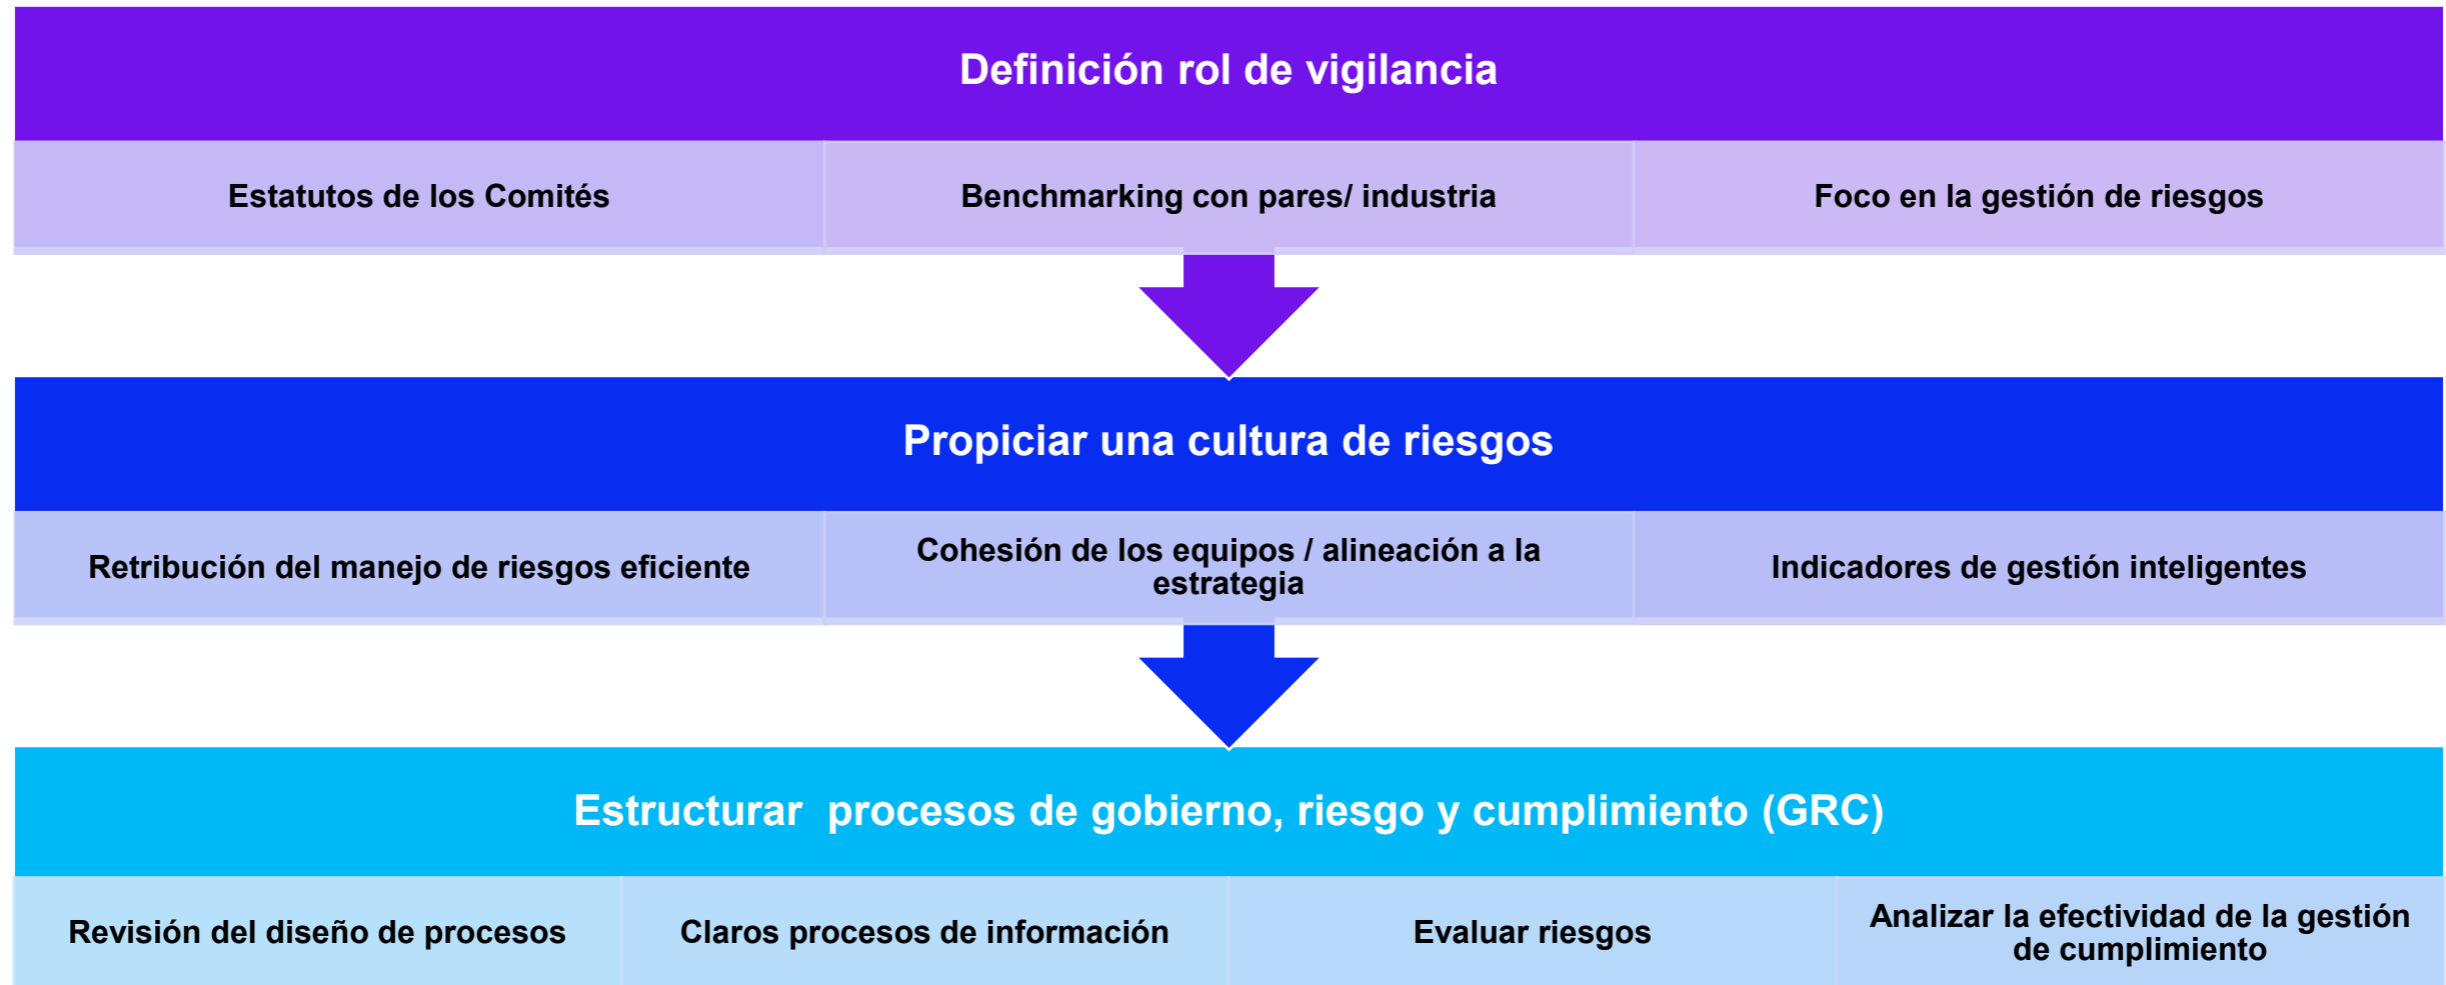 Definición rol de vigilancia
Estatutos de los Comités
Benchmarking con pares/ industria
Foco en la gestión de riesgos
Propiciar una cultura de riesgos
Retribución del manejo de riesgos eficiente
Cohesión de los equipos / alineación a la
estrategia
Indicadores de gestión inteligentes
Estructurar  procesos de gobierno, riesgo y cumplimiento (GRC)
Revisión del diseño de procesos
Claros procesos de información
Evaluar riesgos
Analizar la efectividad de la gestión
de cumplimiento